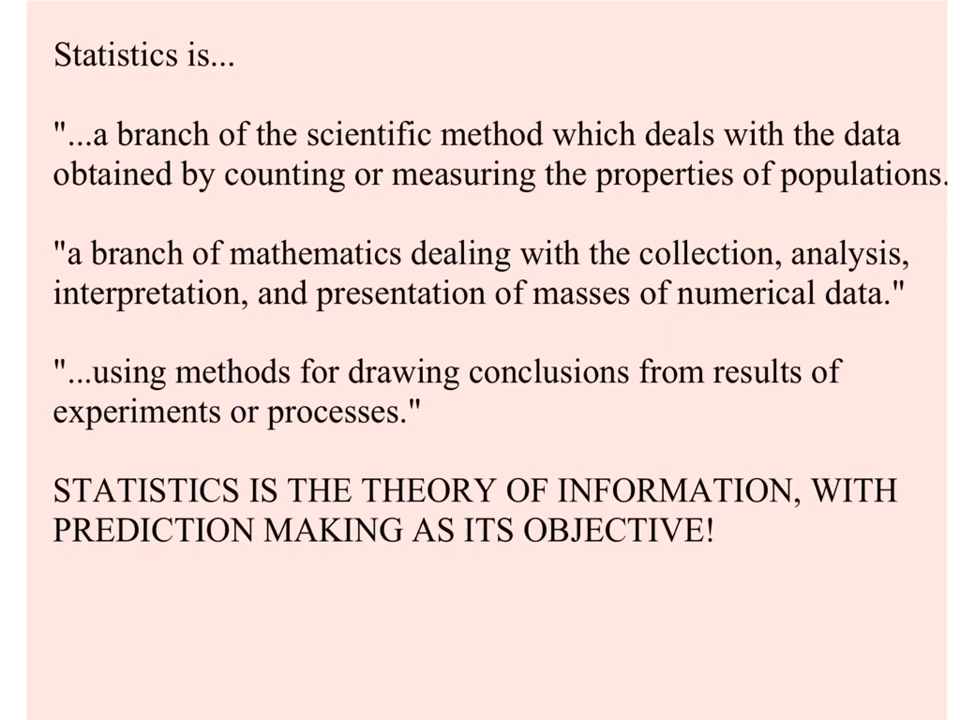 Statistics is...
"...a branch of the scientific method which deals with the data
obtained by counting or measuring the properties of populations.
"a branch of mathematics dealing with the collection, analysis,
interpretation, and presentation of masses of numerical data."
"...using methods for drawing conclusions from results of
experiments or processes."
STATISTICS IS THE THEORY OF INFORMATION, WITH
PREDICTION MAKING AS ITS OBJECTIVE!